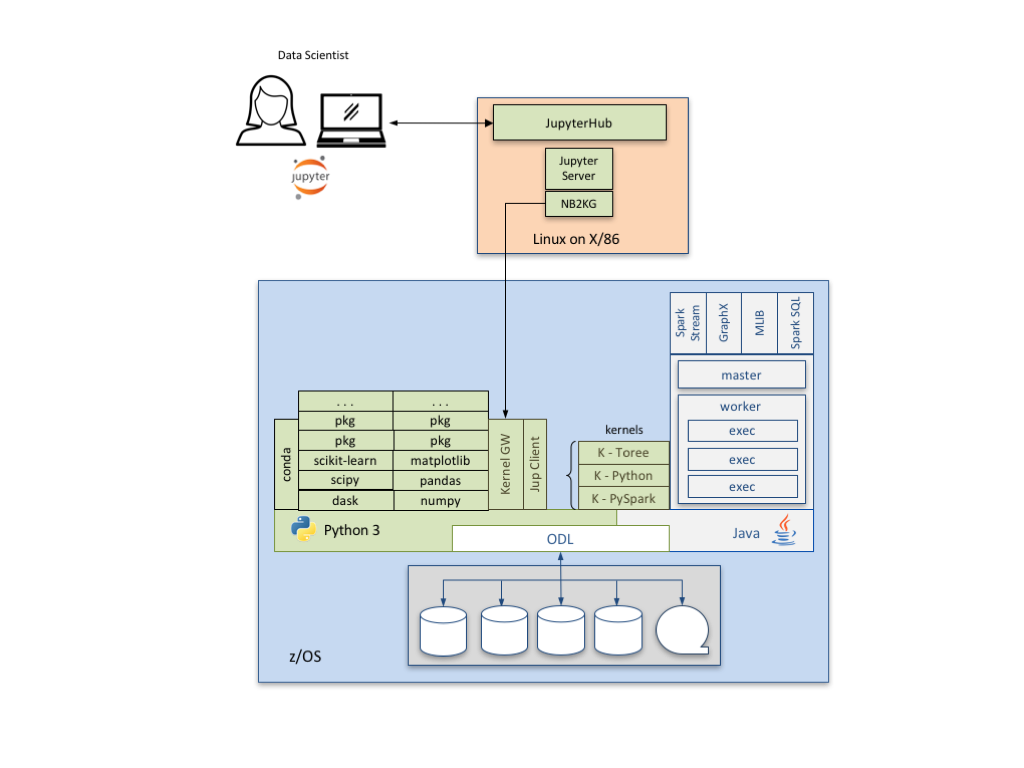 Data Scientist
jupyter
JupyterHub
Jupyter
Server
NB2KG
Linux on X/86
Spark
Stream
GraphX
MLIB
Spark SQL
master
worker
exec
exec
exec
conda
. . .
. . .
pkg
pkg
pkg
pkg
scikit-learn
matplotlib
scipy
pandas
dask
numpy
Kernel GW
Jup Client
kernels
K - Toree
K - Python
K - PySpark
Python 3
ODL
Java
z/OS